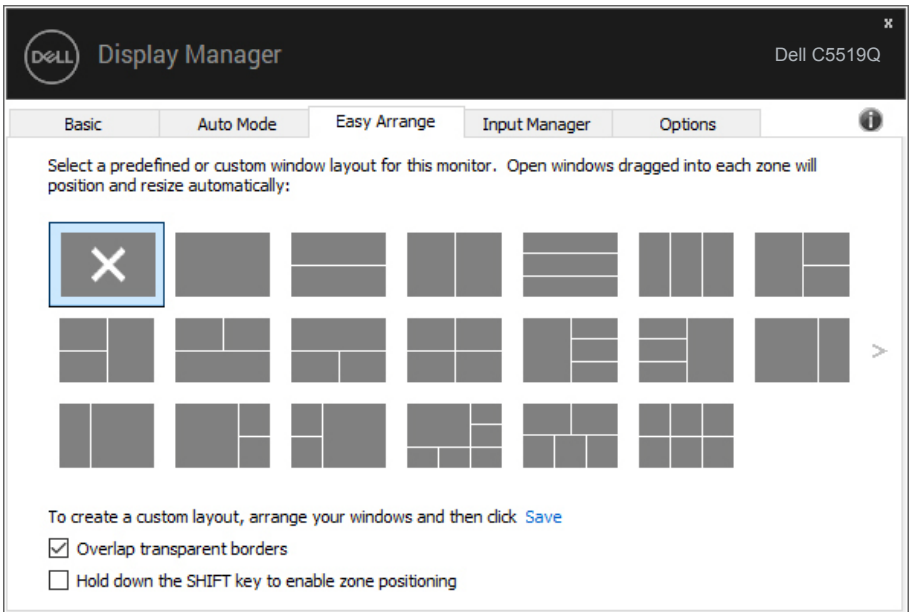 x
DELL
Display Manager
Dell C5519Q
Basic
Auto Mode
Easy Arrange
Input Manager
Options
i
Select a predefined or custom window layout for this monitor. Open windows dragged into each zone will
position and resize automatically:
>
To create a custom layout, arrange your windows and then click Save
Overlap transparent borders
Hold down the SHIFT key to enable zone positioning